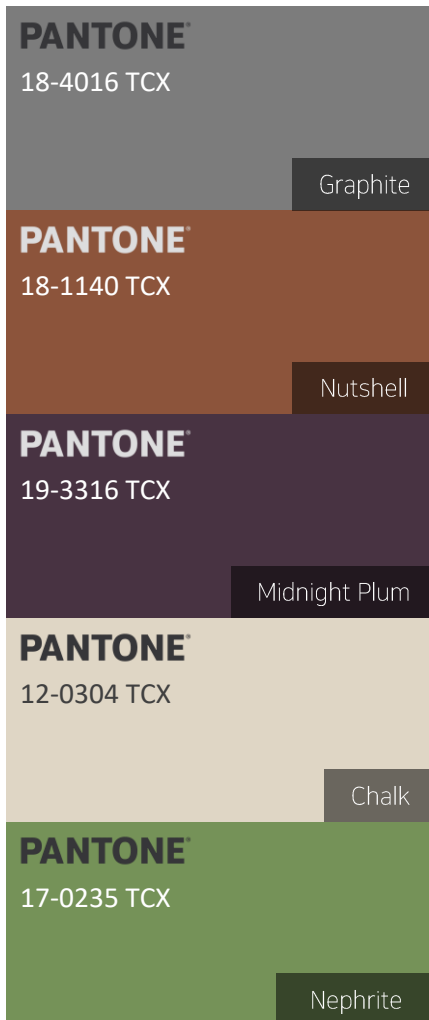 PANTONE®
18-4016 TCX
Graphite
PANTONE®
18-1140 TCX
Nutshell
PANTONE®
19-3316 TCX
Midnight Plum
PANTONE®
12-0304 TCX
Chalk
PANTONE®
17-0235 TCX
Nephrite